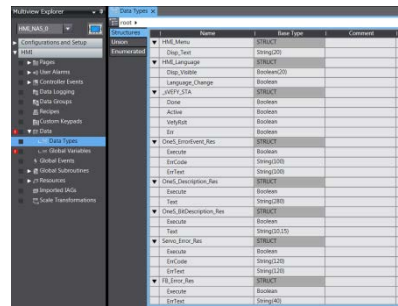 Multiview Explorer
HMI_NA5_0
Configurations and Setup
HMI
Pages
User Alarms
Controller Events
Data Logging
Data Groups
Recipes
Custom Keypads
Data
Data Types
Global Variables
Global Events
Global Subroutines
Resources
Imported IAGs
Scale Transformations
Data Types
root
Structures
Union
Enumerated
Name Base Type Comment
HMI_Menu STRUCT
Disp_Text String(20)
HMI_Language STRUCT
Disp_Visible Boolean(20)
Language_Change Boolean
_sVEFY_STA STRUCT
Done Boolean
Active Boolean
VefyRslt Boolean
Err Boolean
OneS_ErrorEvent_Res STRUCT
Execute Boolean
ErrCode String(100)
ErrText String(100)
OneS_Description_Res STRUCT
Execute Boolean
Text String(280)
OneS_BitDescription_Res STRUCT
Execute Boolean
Text String(10,15)
Servo_Error_Res STRUCT
Execute Boolean
ErrCode String(120)
ErrText String(120)
FB_Error_Res STRUCT
Execute Boolean
ErrText String(40)